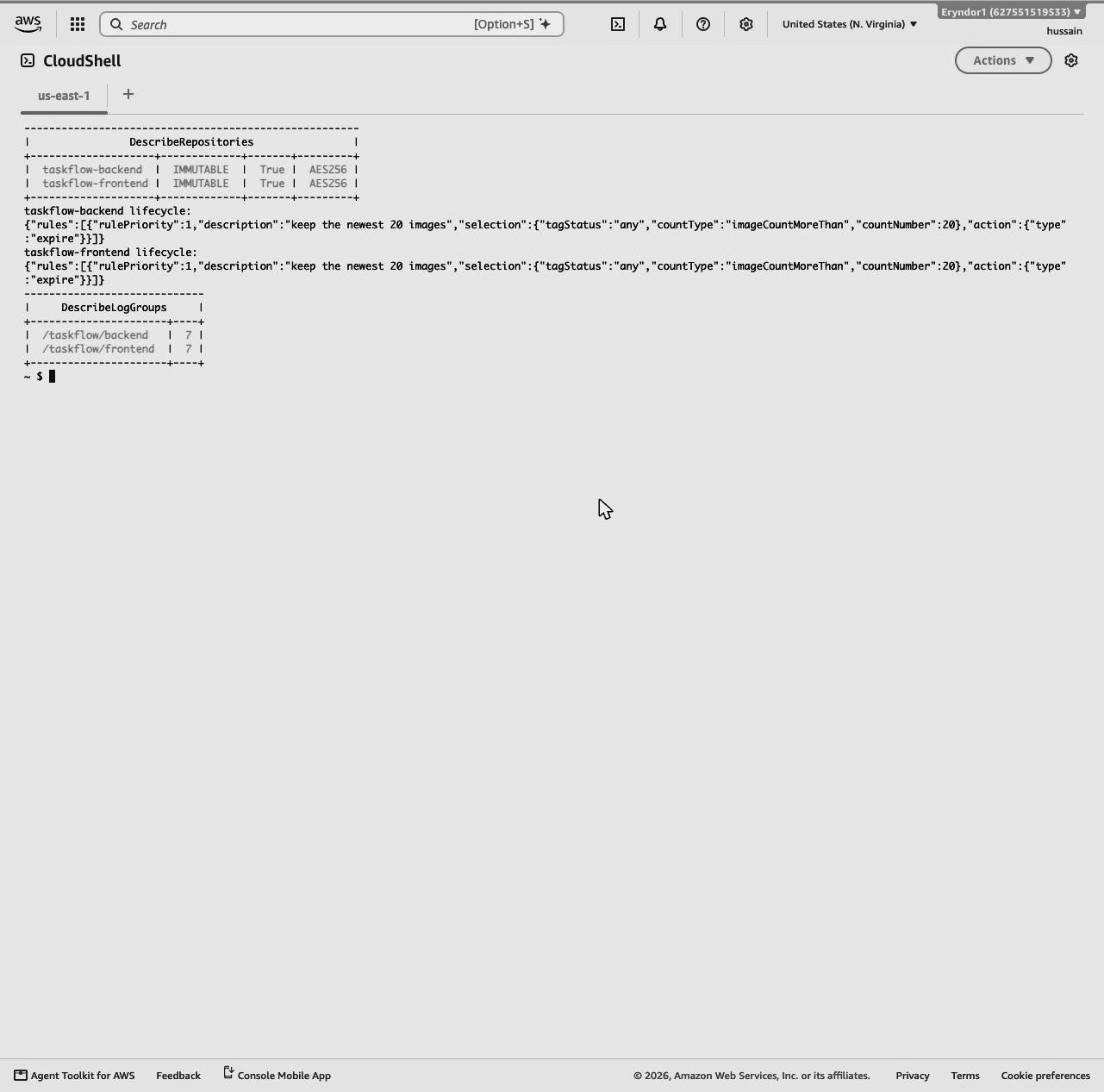 aws
Search
[Option+S]
United States (N. Virginia) ▼
Eryndor1 (627551519533) ▼
hussain
CloudShell
Actions ▼
us-east-1
+
-----------------------------------------------------
|                DescribeRepositories                |
+--------------------+-------------+-------+---------+
|  taskflow-backend  |  IMMUTABLE  |  True |  AES256 |
|  taskflow-frontend |  IMMUTABLE  |  True |  AES256 |
+--------------------+-------------+-------+---------+
taskflow-backend lifecycle:
{"rules":[{"rulePriority":1,"description":"keep the newest 20 images","selection":{"tagStatus":"any","countType":"imageCountMoreThan","countNumber":20},"action":{"type"
:"expire"}}]}
taskflow-frontend lifecycle:
{"rules":[{"rulePriority":1,"description":"keep the newest 20 images","selection":{"tagStatus":"any","countType":"imageCountMoreThan","countNumber":20},"action":{"type"
:"expire"}}]}
-----------------------------
|     DescribeLogGroups     |
+----------------------+----+
|  /taskflow/backend   |  7 |
|  /taskflow/frontend  |  7 |
+----------------------+----+
~ $
Agent Toolkit for AWS
Feedback
Console Mobile App
© 2026, Amazon Web Services, Inc. or its affiliates.
Privacy
Terms
Cookie preferences